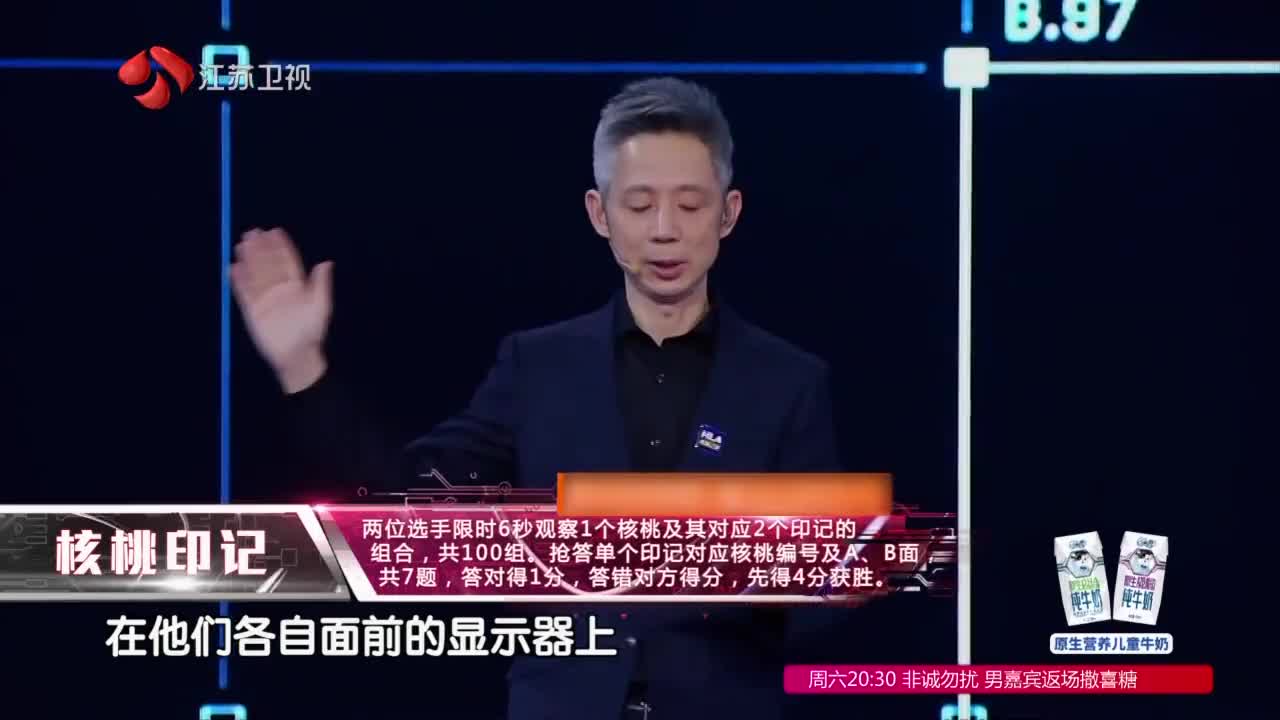 B.97
江苏卫视
HLA
两位选手限时6秒观察1个核桃及其对应2个印记的
组合，共100组。抢答单个印记对应核桃编号及A、B面
共7题，答对得1分，答错对方得分，先得4分获胜。
核桃印记
在他们各自面前的显示器上
纯牛奶
纯牛奶
原生营养儿童牛奶
周六20:30 非诚勿扰 男嘉宾返场撒喜糖